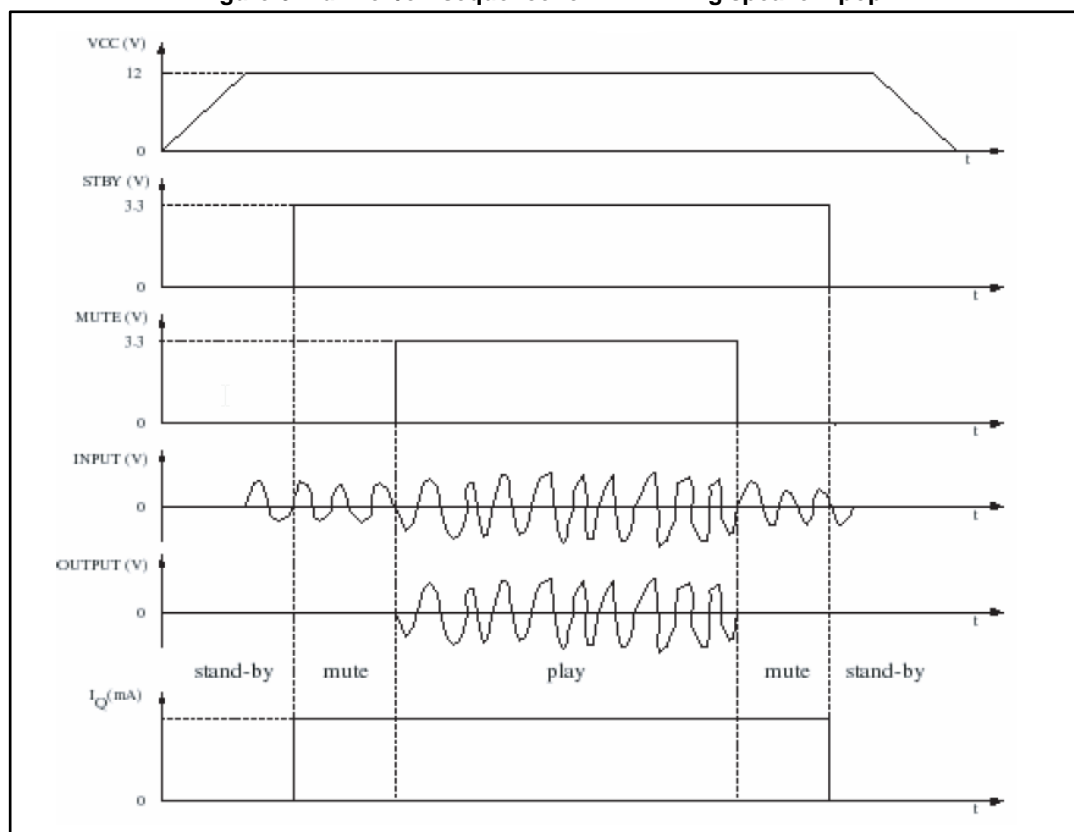 VCC (V)
12
0
t
STBY (V)
3.3
0
t
MUTE (V)
3.3
0
t
INPUT (V)
0
t
OUTPUT (V)
0
t
stand-by mute play mute stand-by
IQ(mA)
0
t